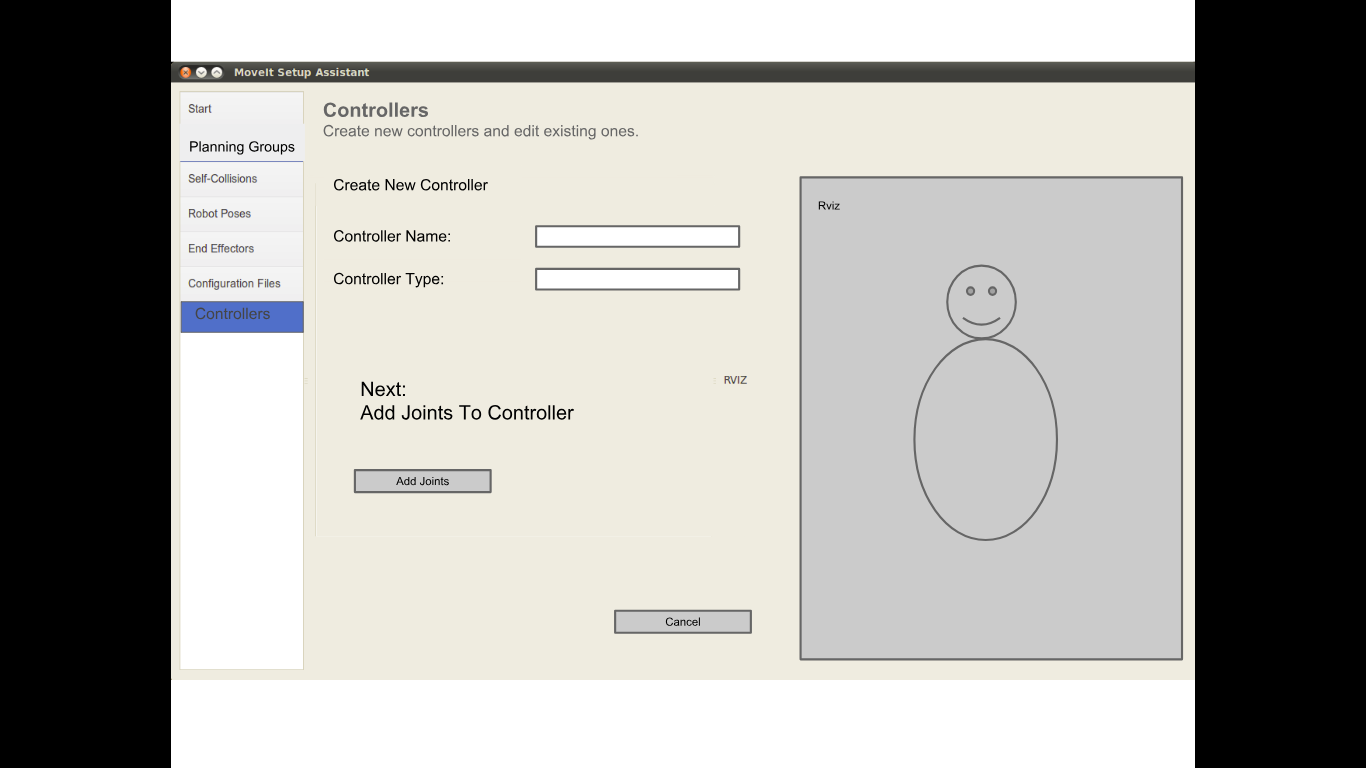 MoveIt Setup Assistant
Start
Planning Groups
Self-Collisions
Robot Poses
End Effectors
Configuration Files
Controllers
Controllers
Create new controllers and edit existing ones.
Create New Controller
Controller Name:
Controller Type:
Next:
Add Joints To Controller
RVIZ
Add Joints
Cancel
Rviz